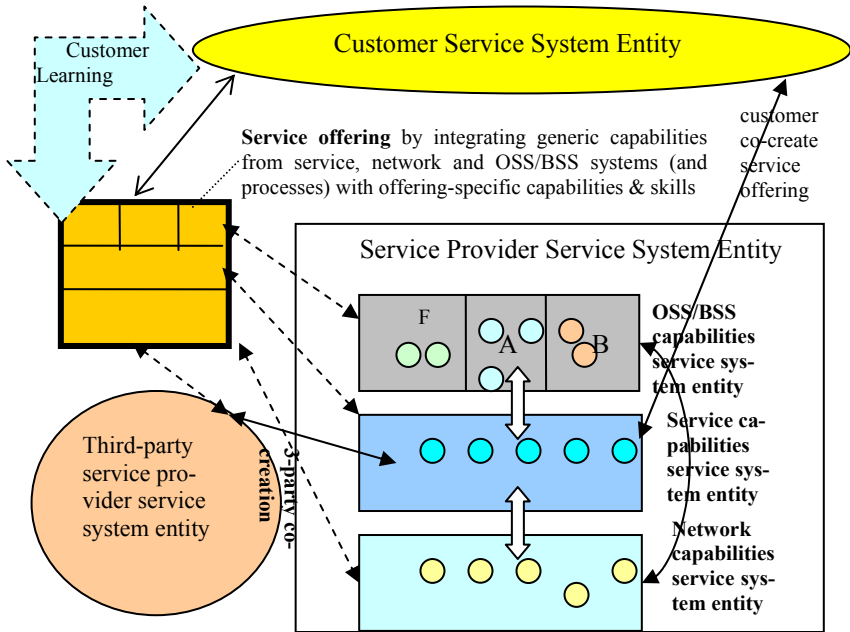 Customer Service System Entity
Customer
Learning
Service offering by integrating generic capabilities
from service, network and OSS/BSS systems (and
processes) with offering-specific capabilities & skills
customer
co-create
service
offering
Service Provider Service System Entity
F
A
B
OSS/BSS
capabilities
service sys-
tem entity
Service ca-
pabilities
service sys-
tem entity
Network
capabilities
service sys-
tem entity
Third-party
service pro-
vider service
system entity
3-party co-
creation